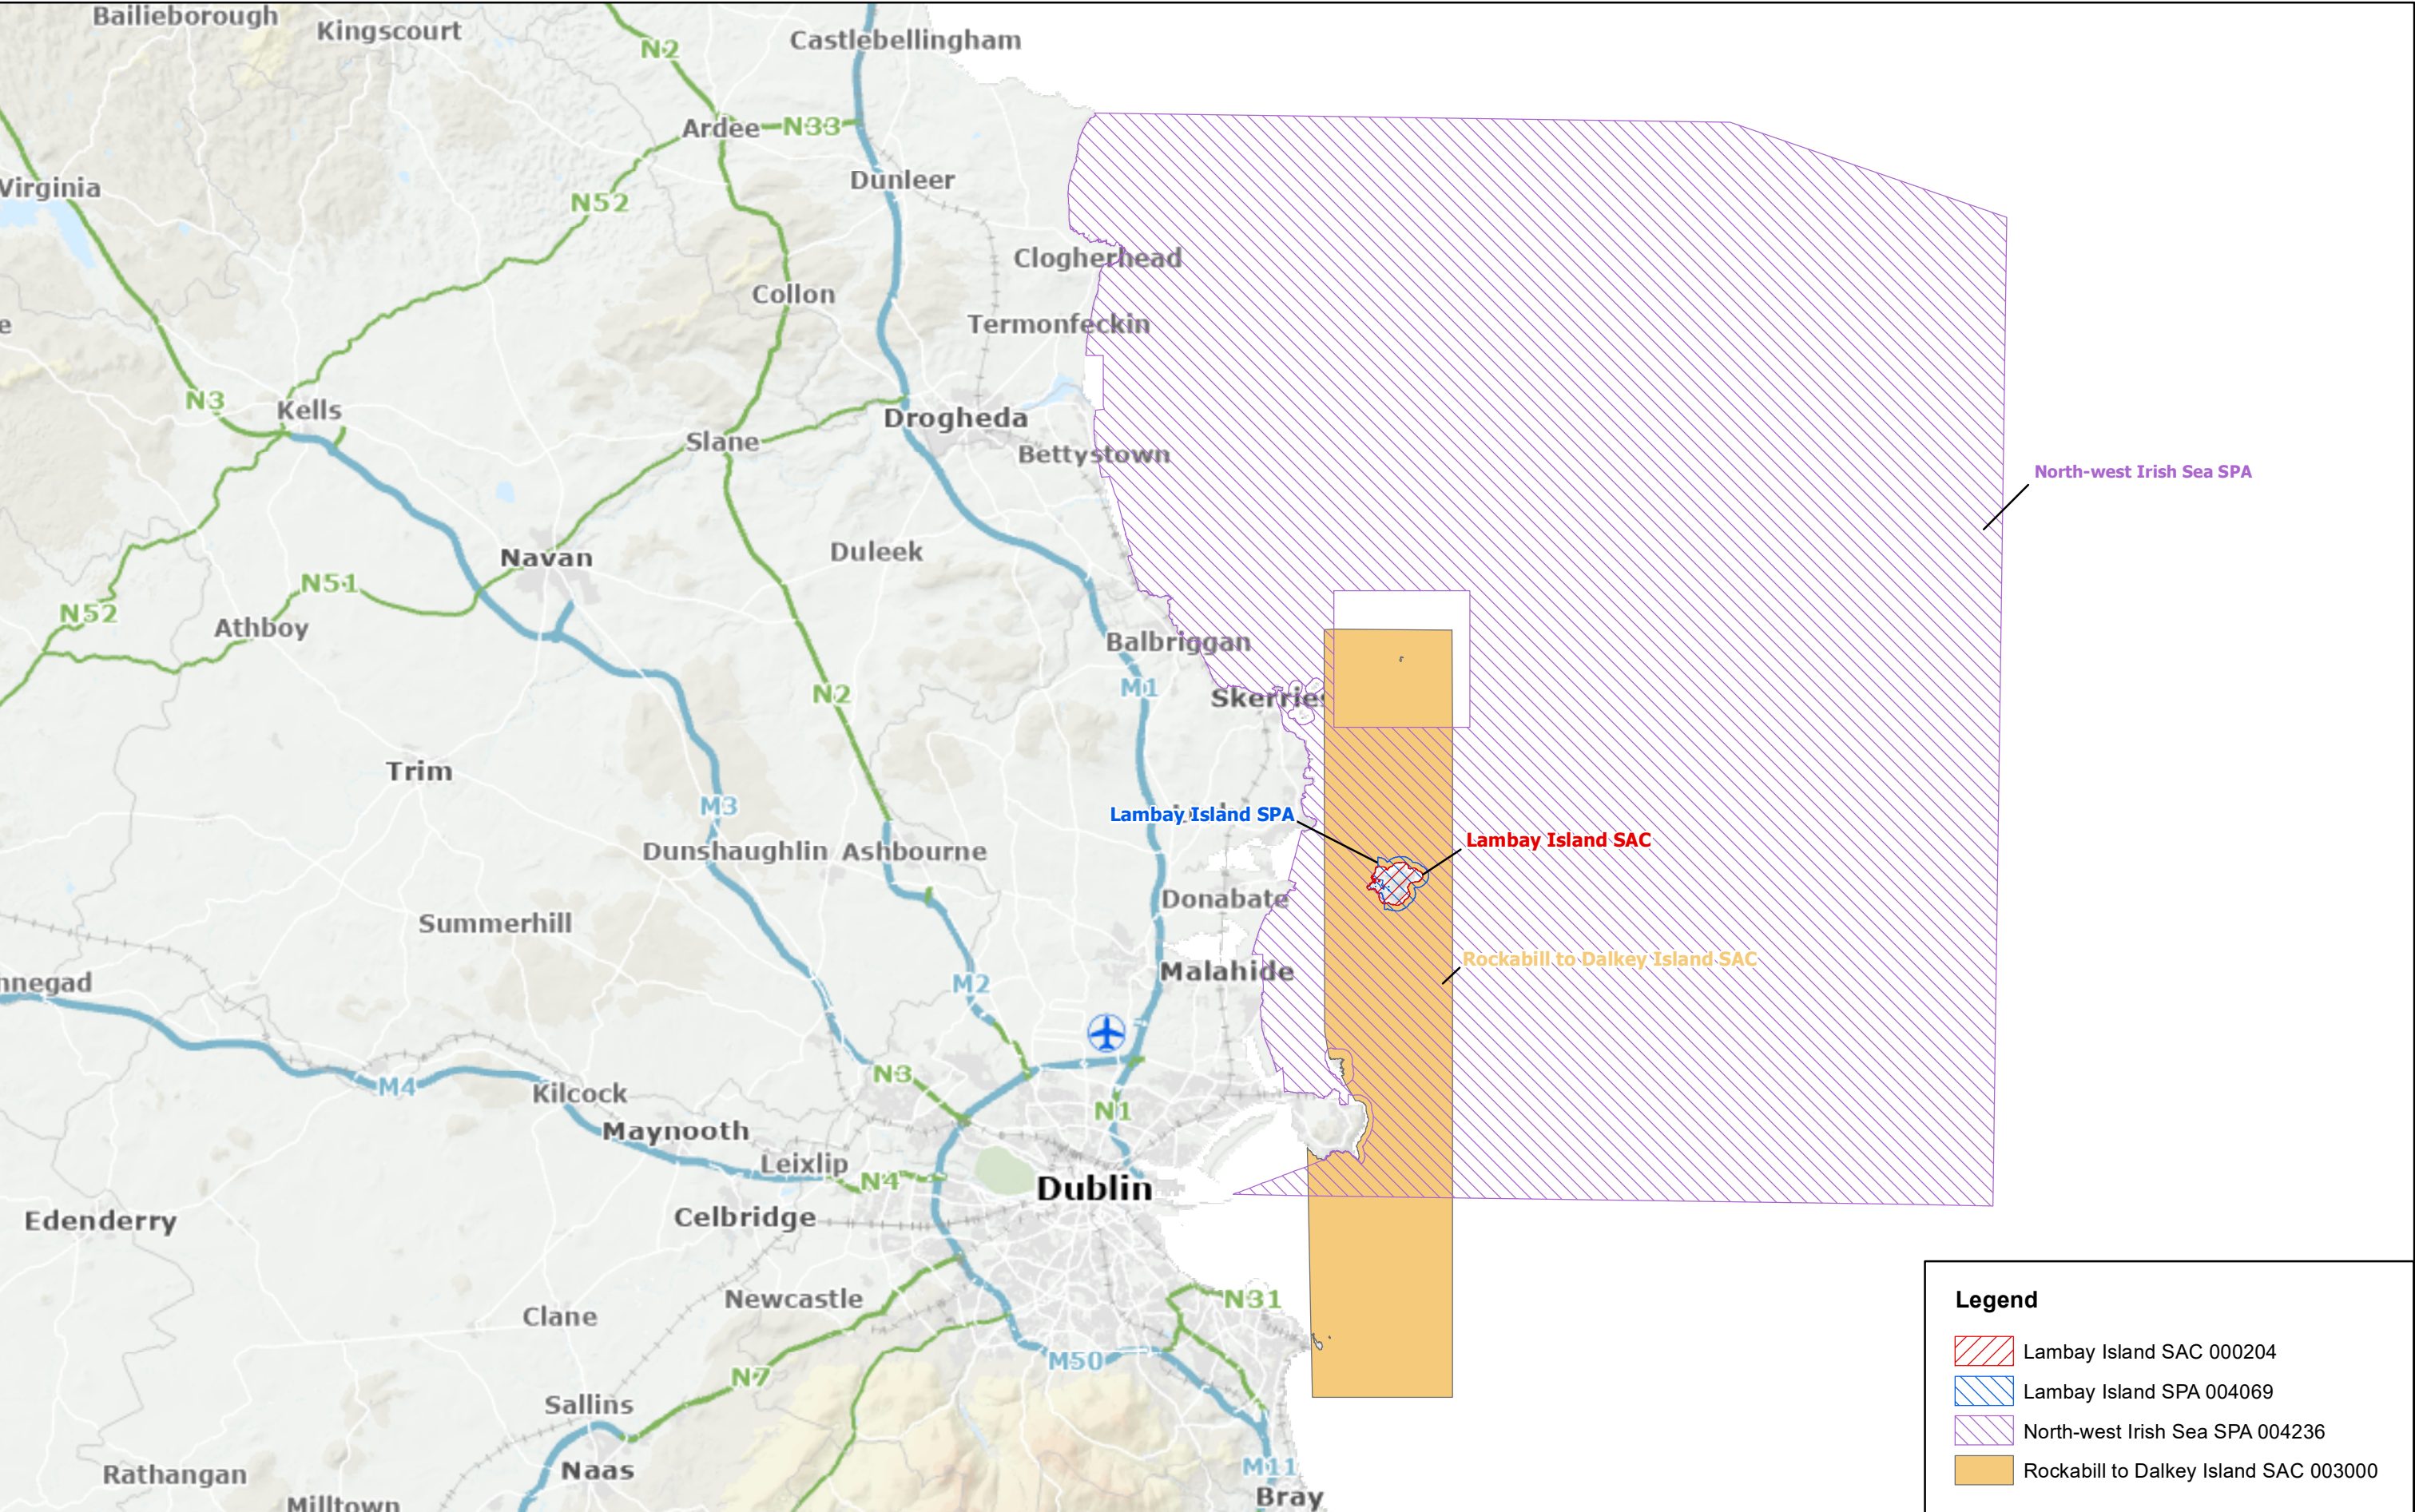 Bailieborough
Kingscourt
N2
Castlebellingham
Ardee
N33
Virginia
Dunleer
N52
Clogherhead
Collon
Termonfeckin
N3
Kells
Drogheda
Slane
Bettystown
North-west Irish Sea SPA
Navan
Duleek
N51
N52
Athboy
Balbriggan
M1
N2
Skerries
Trim
M3
Lambay Island SPA
Lambay Island SAC
Dunshaughlin
Ashbourne
Donabate
Summerhill
Rockabill to Dalkey Island SAC
Malahide
nnegad
M2
N3
M4
Kilcock
N1
Maynooth
Leixlip
N4
Dublin
Celbridge
Edenderry
Newcastle
N31
Clane
M50
N7
Sallins
M11
Naas
Rathangan
Bray
Milltown
Legend
Lambay Island SAC 000204
Lambay Island SPA 004069
North-west Irish Sea SPA 004236
Rockabill to Dalkey Island SAC 003000